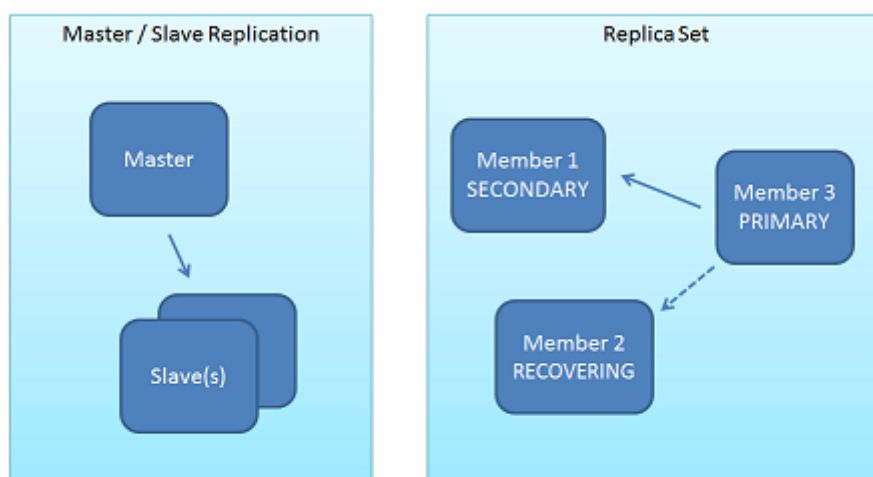 Master / Slave Replication
Master
Slave(s)
Replica Set
Member 1
SECONDARY
Member 3
PRIMARY
Member 2
RECOVERING